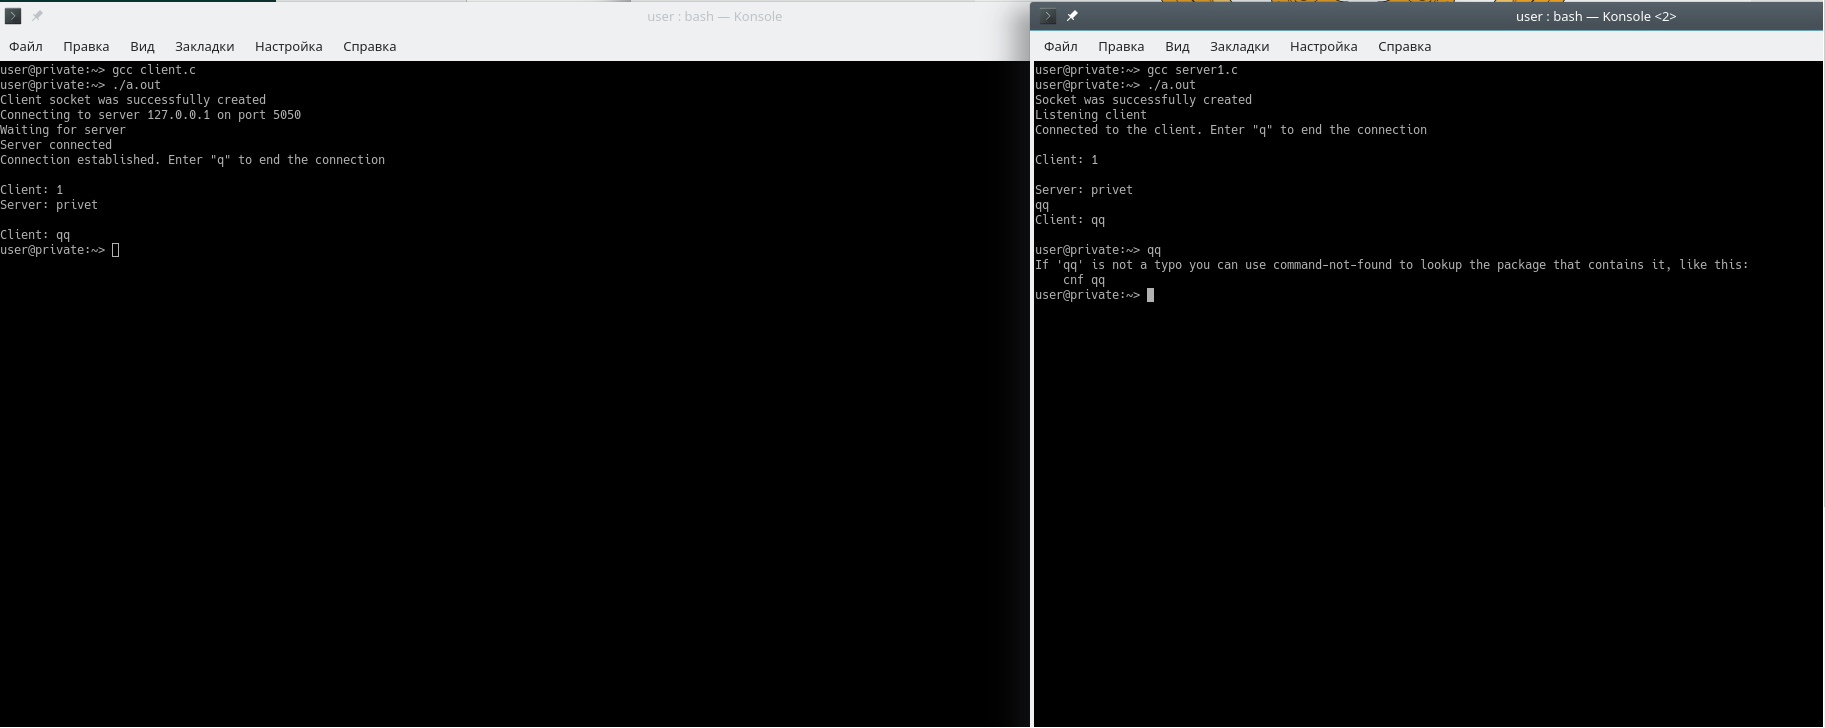 user : bash — Konsole
Файл Правка Вид Закладки Настройка Справка
user@private:~> gcc client.c
user@private:~> ./a.out
Client socket was successfully created
Connecting to server 127.0.0.1 on port 5050
Waiting for server
Server connected
Connection established. Enter "q" to end the connection
Client: 1
Server: privet
Client: qq
user@private:~>
user : bash — Konsole <2>
Файл Правка Вид Закладки Настройка Справка
user@private:~> gcc server1.c
user@private:~> ./a.out
Socket was successfully created
Listening client
Connected to the client. Enter "q" to end the connection
Client: 1
Server: privet
qq
Client: qq
user@private:~> qq
If 'qq' is not a typo you can use command-not-found to lookup the package that contains it, like this:
cnf qq
user@private:~>